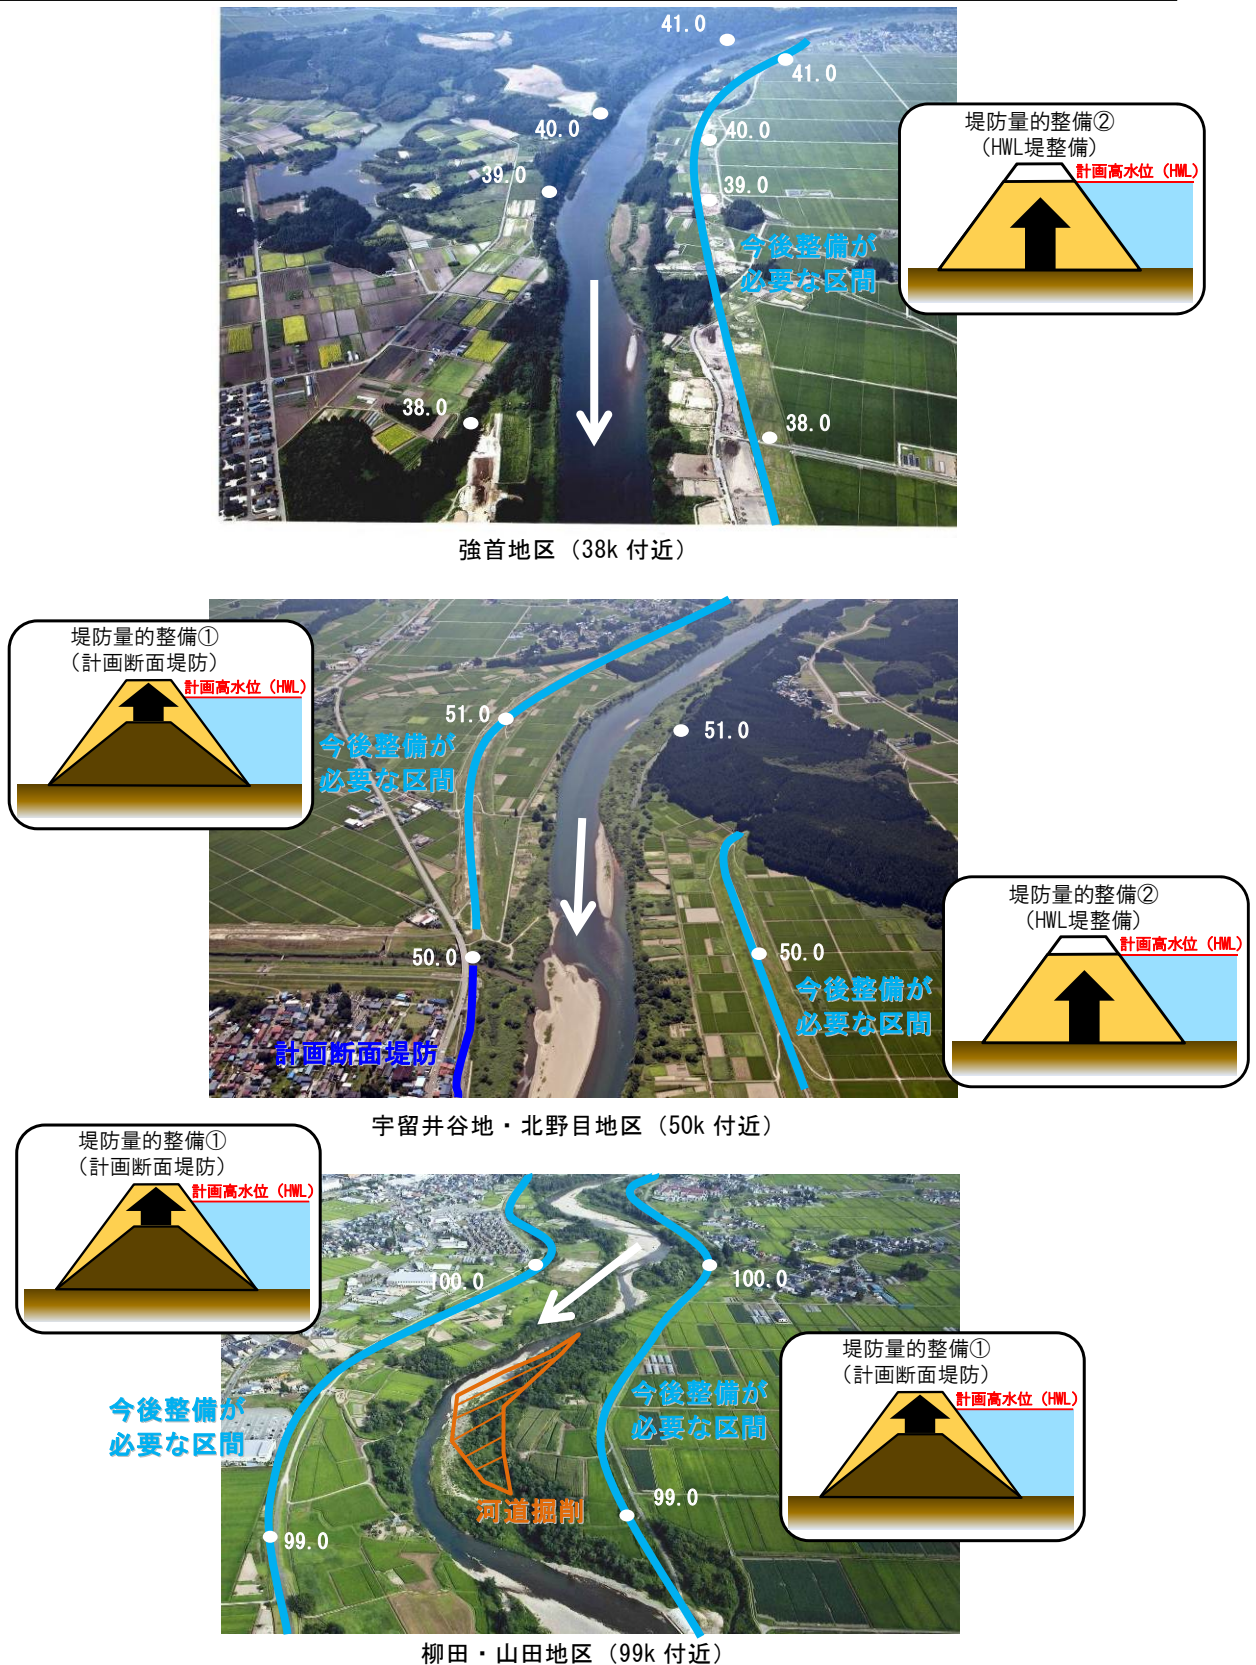 41.0
41.0
40.0
40.0
39.0
39.0
今後整備が
必要な区間
38.0
38.0
堤防量的整備②
(HWL堤整備)
計画高水位(HWL)
強首地区（38k 付近）
堤防量的整備①
(計画断面堤防)
計画高水位(HWL)
51.0
51.0
今後整備が
必要な区間
50.0
50.0
今後整備が
必要な区間
計画断面堤防
堤防量的整備②
(HWL堤整備)
計画高水位(HWL)
宇留井谷地・北野目地区（50k 付近）
堤防量的整備①
(計画断面堤防)
計画高水位(HWL)
100.0
100.0
今後整備が
必要な区間
今後整備が
必要な区間
堤防量的整備①
(計画断面堤防)
計画高水位(HWL)
河道掘削
99.0
99.0
柳田・山田地区（99k 付近）